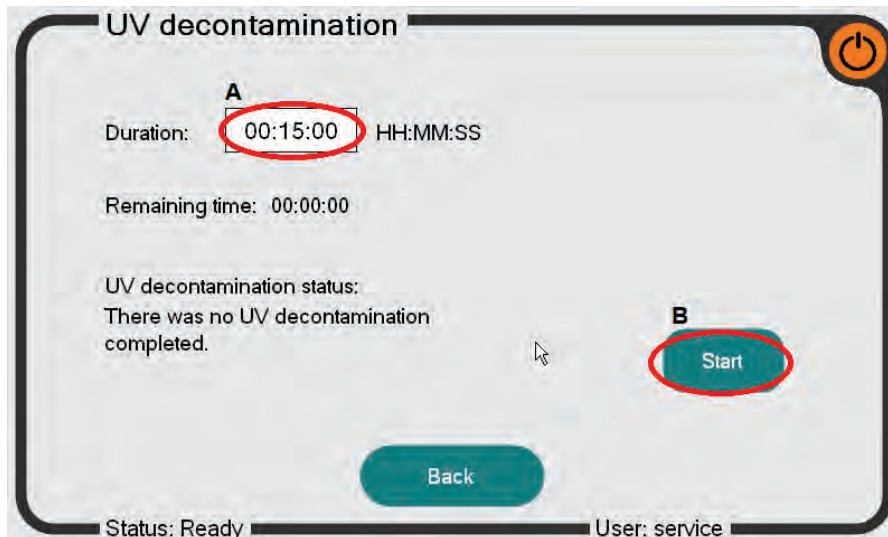 UV decontamination
A
Duration: 00:15:00 HH:MM:SS
Remaining time: 00:00:00
UV decontamination status:
There was no UV decontamination
completed.
B
Start
Back
Status: Ready User: service